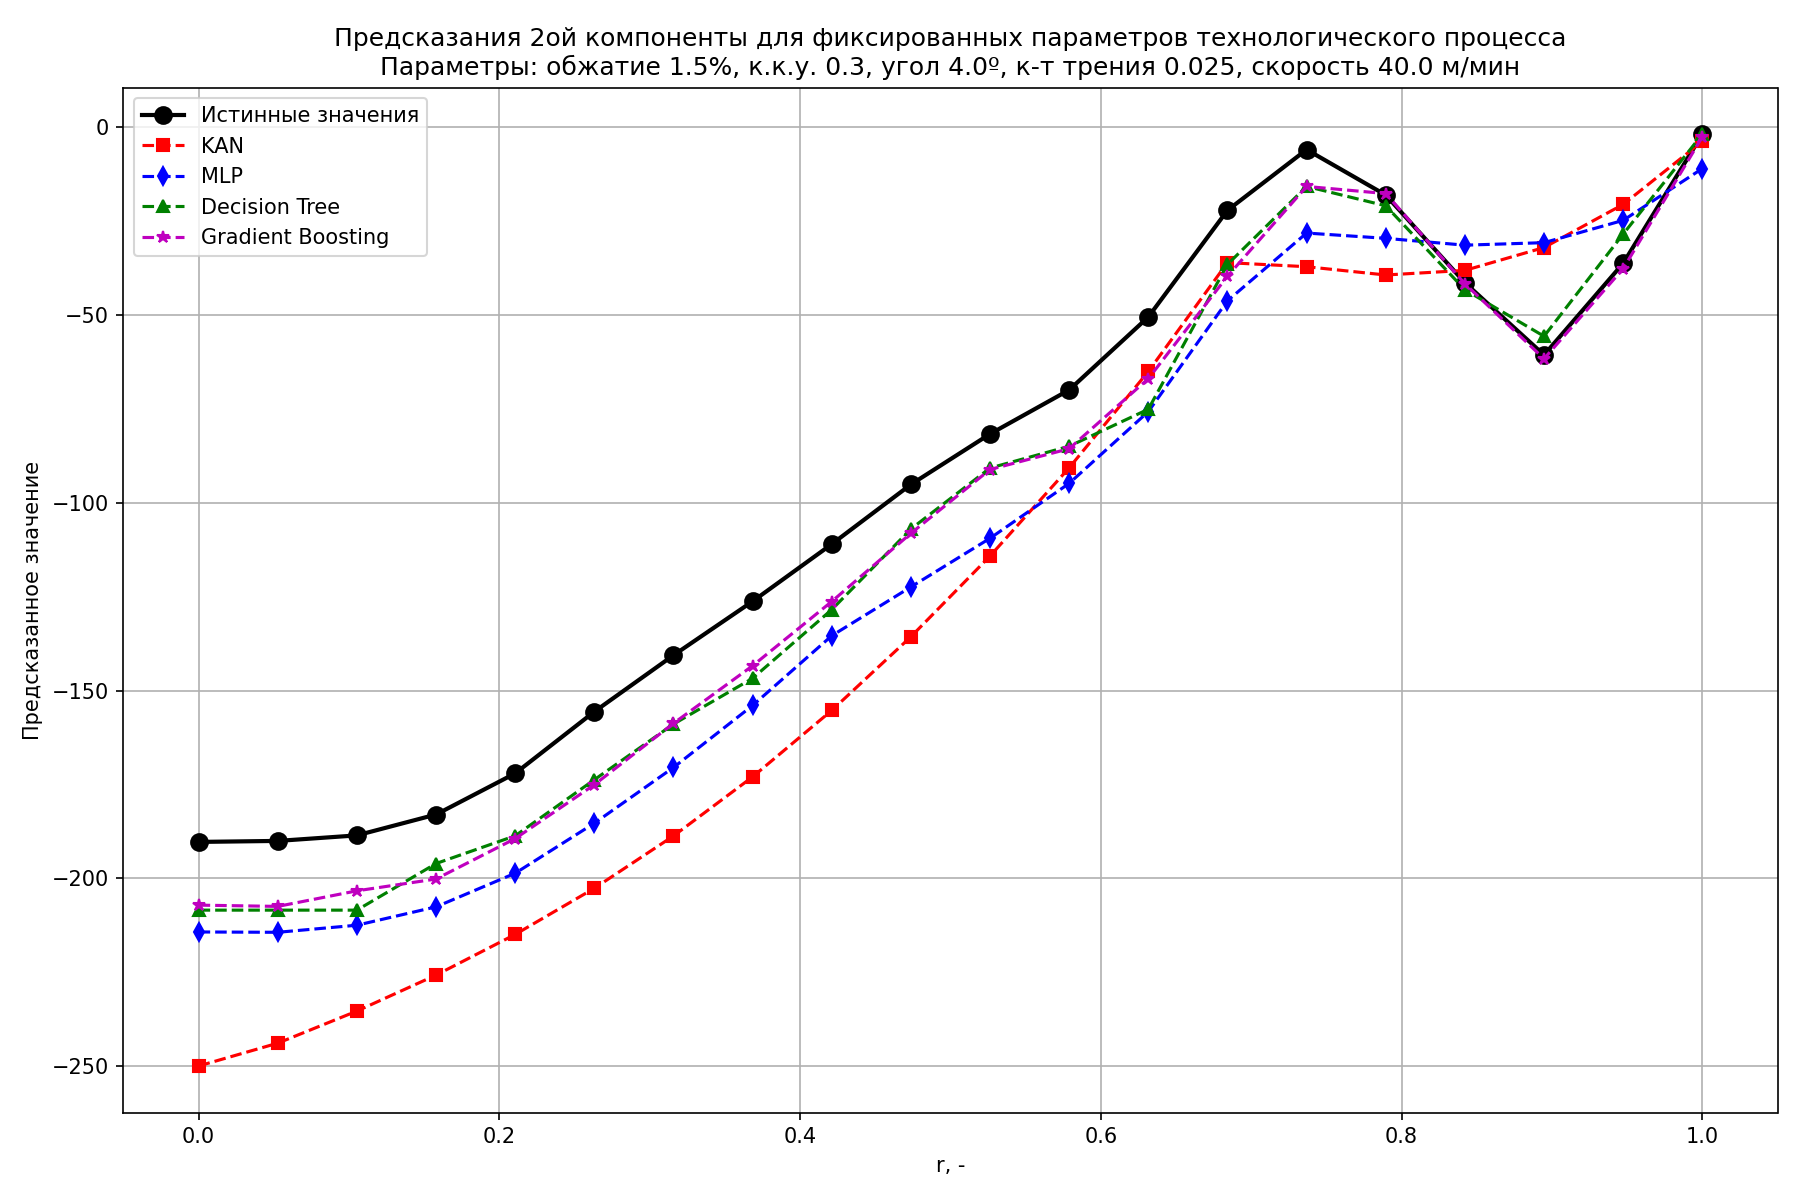 Предсказания 2ой компоненты для фиксированных параметров технологического процесса
Параметры: обжатие 1.5%, к.к.у. 0.3, угол 4.0º, к-т трения 0.025, скорость 40.0 м/мин
Истинные значения
KAN
MLP
Decision Tree
Gradient Boosting
Предсказанное значение
0
−50
−100
−150
−200
−250
0.0 0.2 0.4 0.6 0.8 1.0
r, -